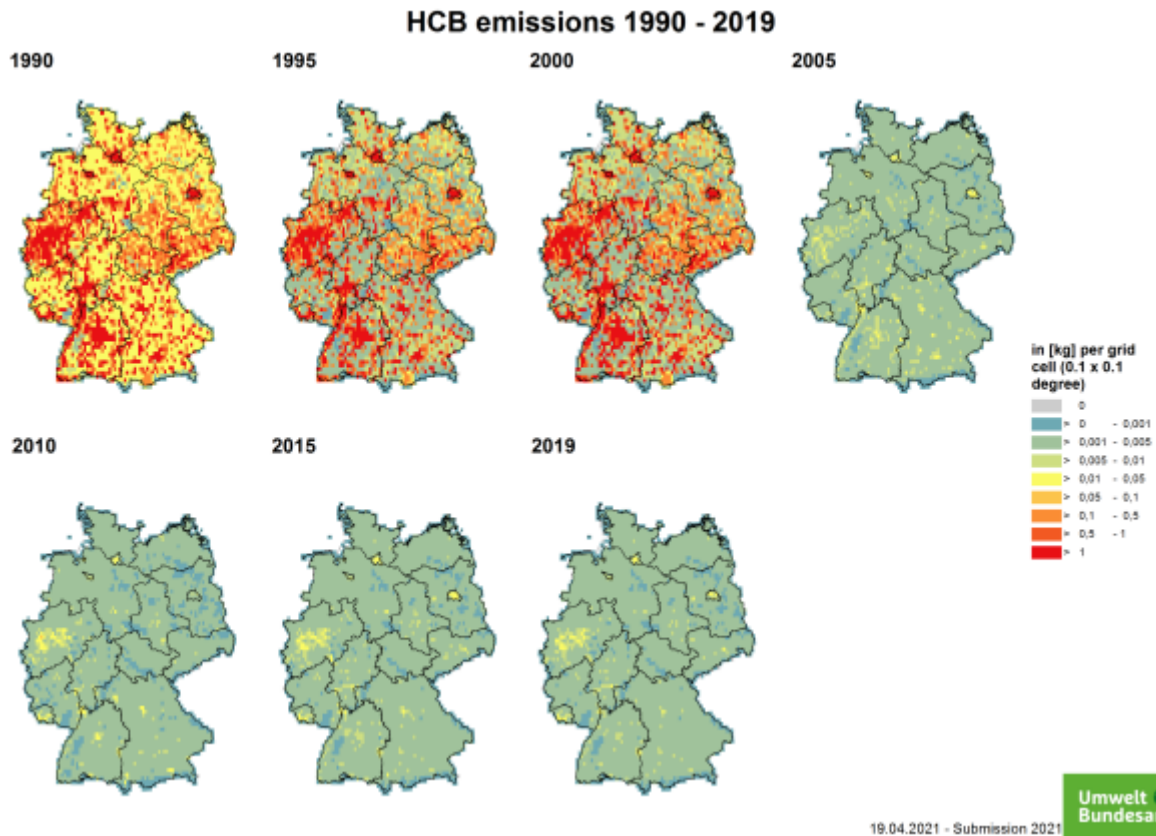 HCB emissions 1990 - 2019
1990
1995
2000
2005
in [kg] per grid
cell (0.1 x 0.1
degree)
0
> 0 - 0,001
> 0,001 - 0,005
> 0,005 - 0,01
> 0,01 - 0,05
> 0,05 - 0,1
> 0,1 - 0,5
> 0,5 - 1
> 1
2010
2015
2019
Umwelt
Bundesa
19.04.2021 - Submission 2021